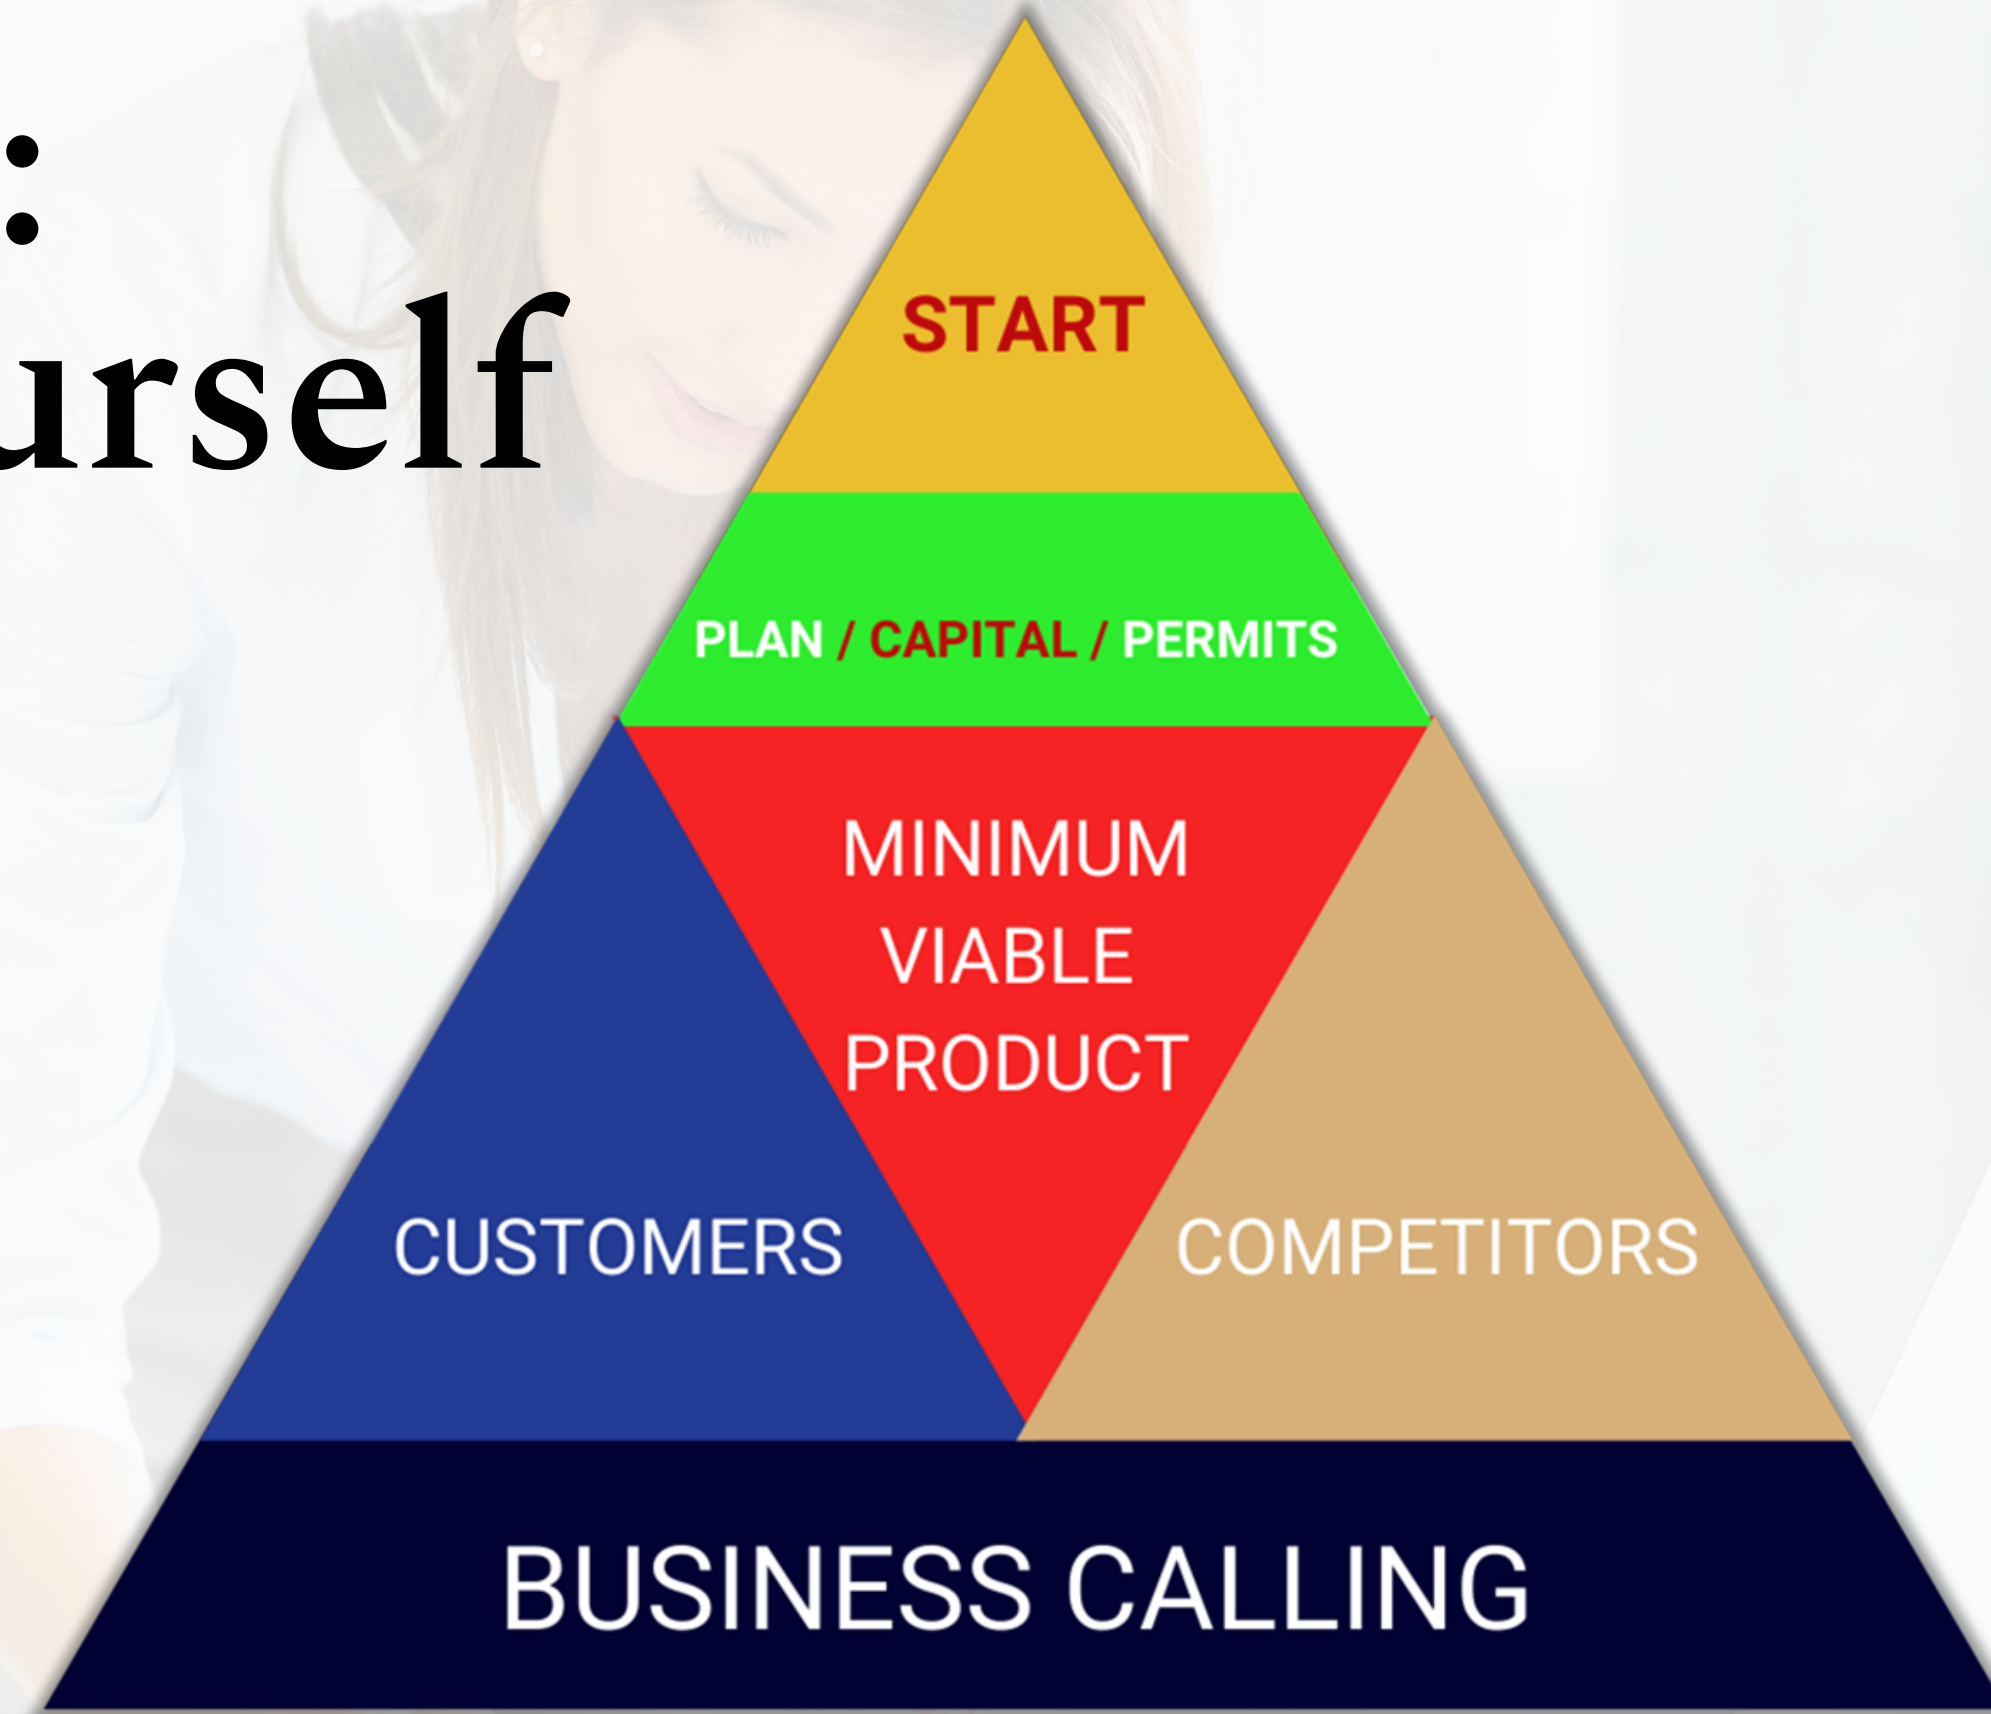 :
urself
START
PLAN / CAPITAL / PERMITS
MINIMUM
VIABLE
PRODUCT
CUSTOMERS
COMPETITORS
BUSINESS CALLING